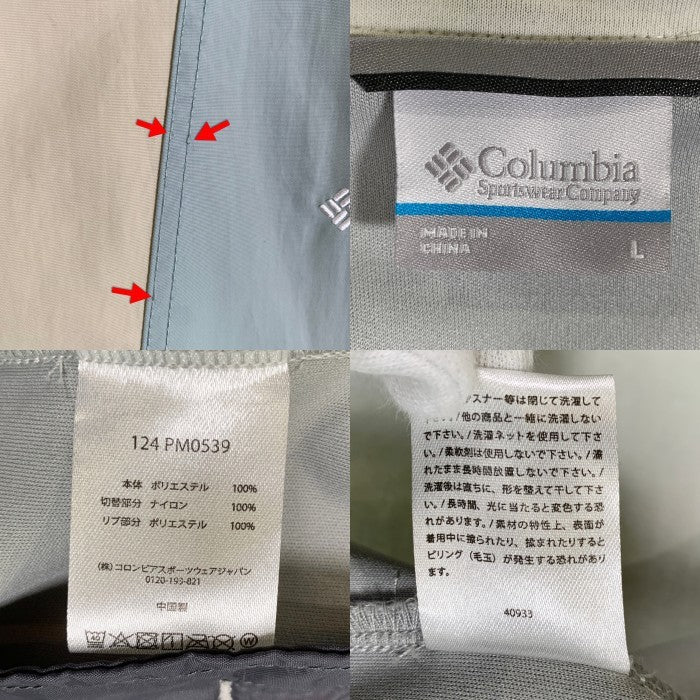 Columbia
Sportswear Company
MADE IN
CHINA
L
124 PM0539
本体 ポリエステル 100%
切替部分 ナイロン 100%
リブ部分 ポリエステル 100%
(株)コロンビアスポーツウェアジャパン
0120-193-821
中国製
スナー等は閉じて洗濯して
さい。/他の商品と一緒に洗濯しない
で下さい。/洗濯ネットを使用して下さ
い。/柔軟剤は使用しないで下さい。/濡
れたまま長時間放置しないで下さい。/
洗濯後は直ちに、形を整えて干して下さ
い。/長時間、光に当たると変色する恐
れがあります。/素材の特性上、表面が
着用中に擦られたり、揉まれたりすると
ピリング(毛玉)が発生する恐れがありま
す。
40933